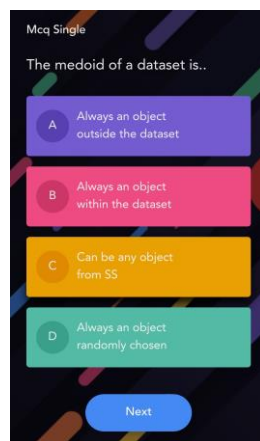 Mcq Single
The medoid of a dataset is..
A
Always an object
outside the dataset
B
Always an object
within the dataset
C
Can be any object
from SS
D
Always an object
randomly chosen
Next